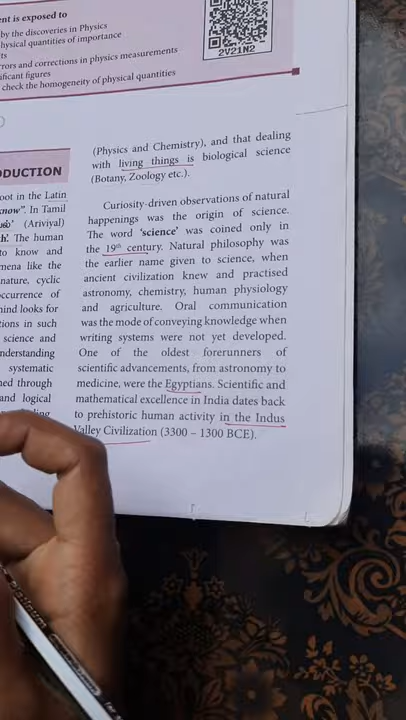 ent is exposed to
by the discoveries in Physics
hysical quantities of importance
ts
rrors and corrections in physics measurements
ificant figures
check the homogeneity of physical quantities
2V21N2
ODUCTION
oot in the Latin
know”. In Tamil
(Ariviyal)
The human
to know and
mena like the
nature, cyclic
occurrence of
mind looks for
tions in such
science and
nderstanding
systematic
ned through
and logical
(Physics and Chemistry), and that dealing
with living things is biological science
(Botany, Zoology etc.).
Curiosity-driven observations of natural
happenings was the origin of science.
The word ‘science’ was coined only in
the 19th century. Natural philosophy was
the earlier name given to science, when
ancient civilization knew and practised
astronomy, chemistry, human physiology
and agriculture. Oral communication
was the mode of conveying knowledge when
writing systems were not yet developed.
One of the oldest forerunners of
scientific advancements, from astronomy to
medicine, were the Egyptians. Scientific and
mathematical excellence in India dates back
to prehistoric human activity in the Indus
Valley Civilization (3300 – 1300 BCE).